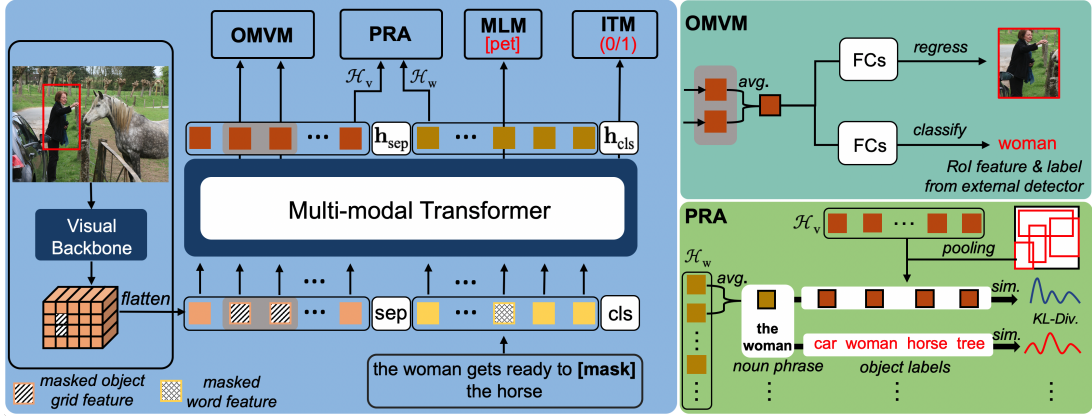 OMVM
PRA
MLM
[pet]
ITM
(0/1)
ℋv
ℋw
hsep
hcls
Multi-modal Transformer
Visual
Backbone
flatten
sep
cls
the woman gets ready to [mask]
the horse
masked object
grid feature
masked
word feature
OMVM
avg.
FCs
regress
FCs
classify
woman
RoI feature & label
from external detector
PRA
ℋv
pooling
ℋw
avg.
sim.
KL-Div.
the
woman
car woman horse tree
sim.
noun phrase
object labels